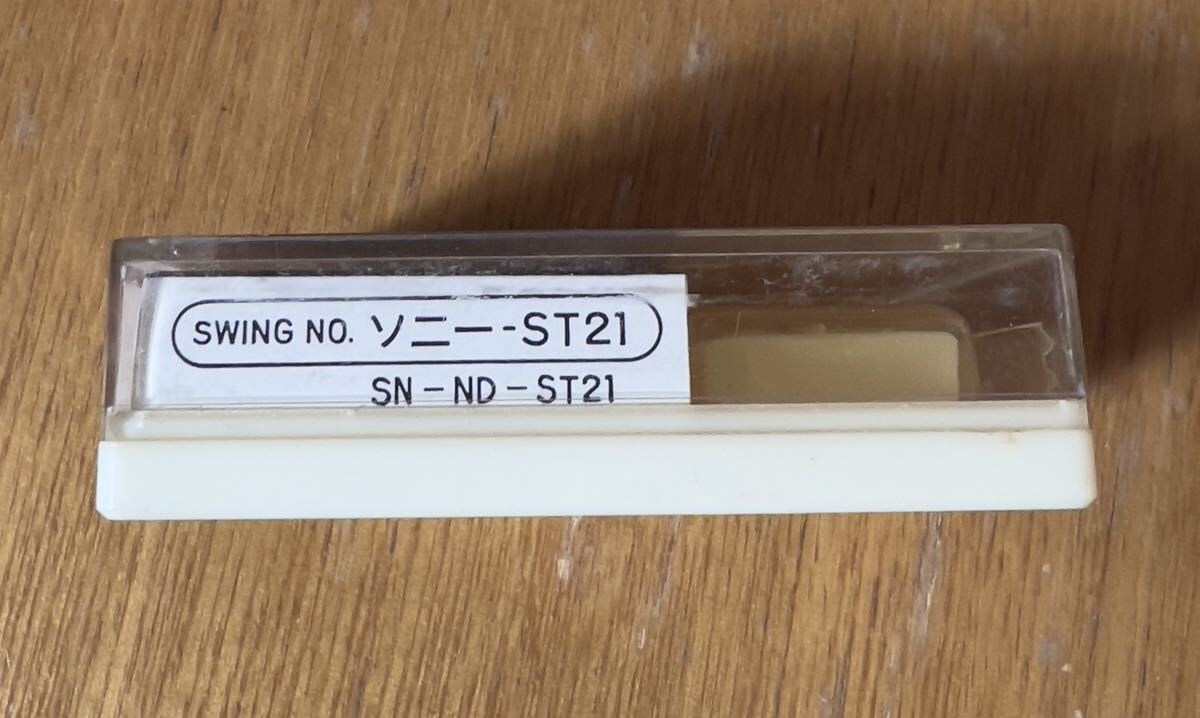 SWING NO. ソニー-ST21
SN-ND-ST21